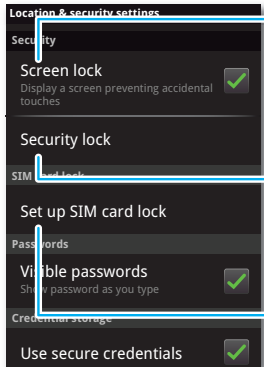 Location & security settings
Security
Screen lock
Display a screen preventing accidental
touches
Security lock
SIM card lock
Set up SIM card lock
Passwords
Visible passwords
Show password as you type
Credential storage
Use secure credentials